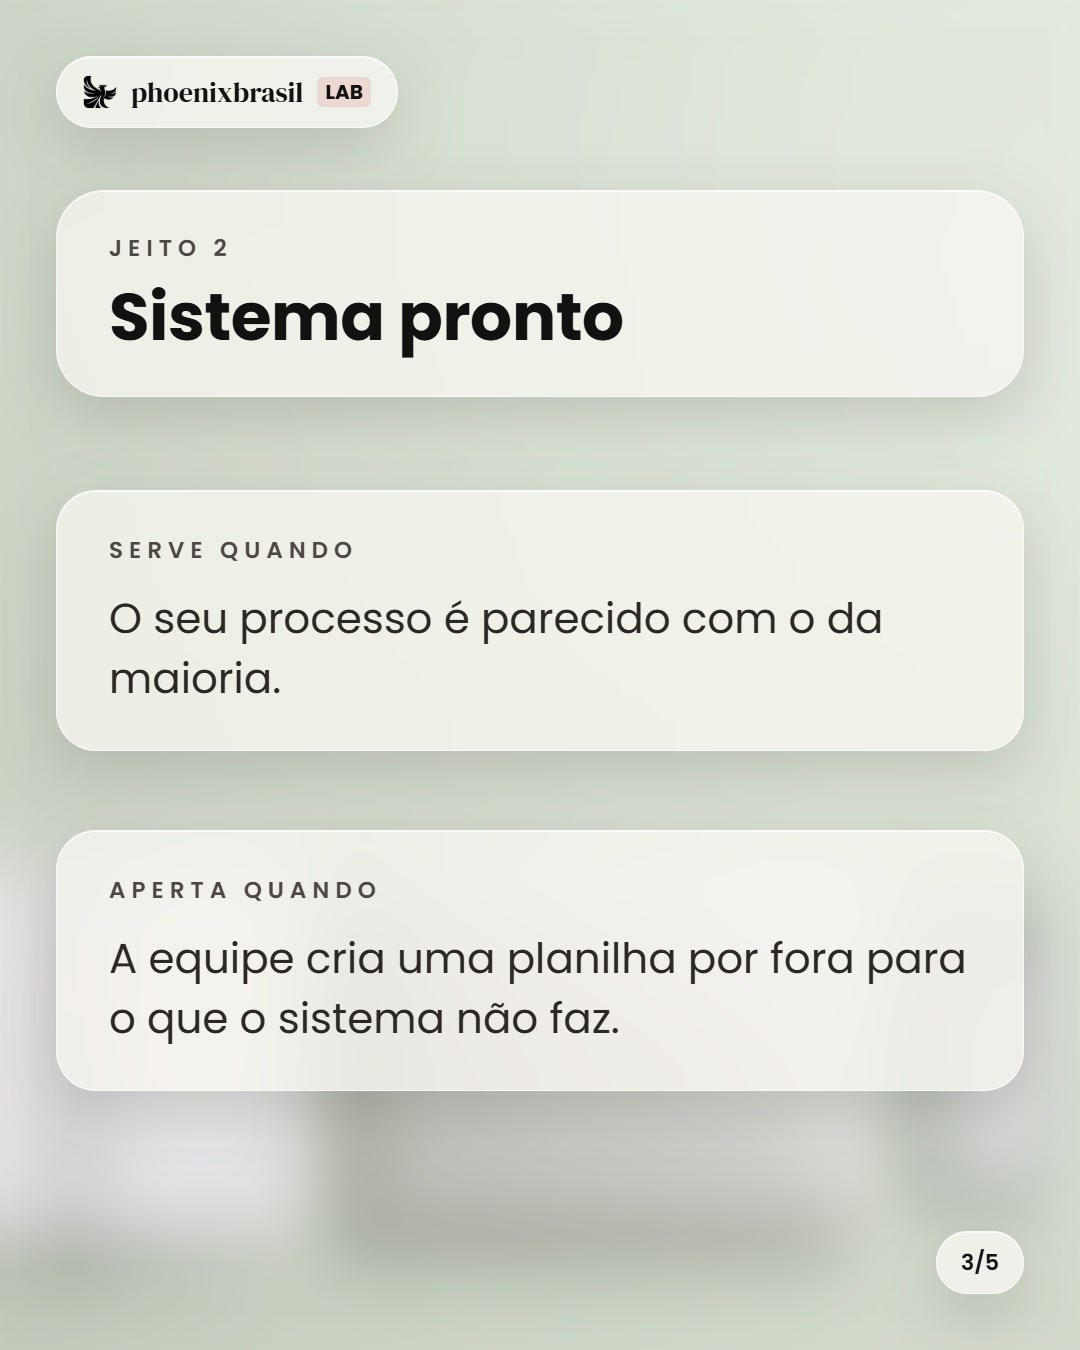 phoenixbrasil LAB
JEITO 2
Sistema pronto
SERVE QUANDO
O seu processo é parecido com o da
maioria.
APERTA QUANDO
A equipe cria uma planilha por fora para
o que o sistema não faz.
3/5